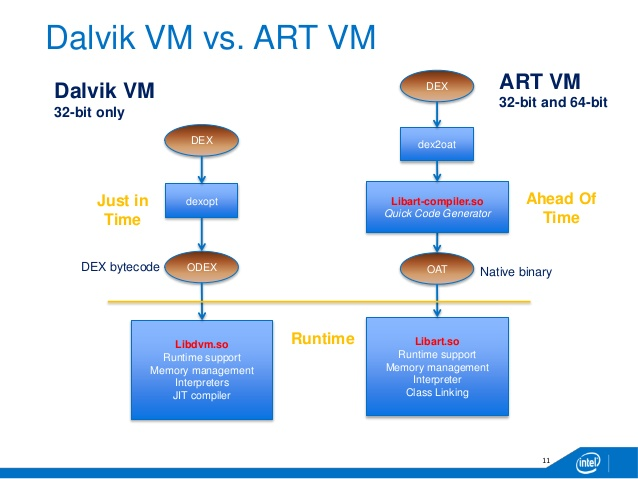 Dalvik VM vs. ART VM
Dalvik VM
32-bit only
DEX
Just in
Time
dexopt
DEX bytecode
ODEX
Libdvm.so
Runtime support
Memory management
Interpreters
JIT compiler
Runtime
ART VM
32-bit and 64-bit
DEX
dex2oat
Libart-compiler.so
Quick Code Generator
Ahead Of
Time
OAT
Native binary
Libart.so
Runtime support
Memory management
Interpreter
Class Linking
11
intel